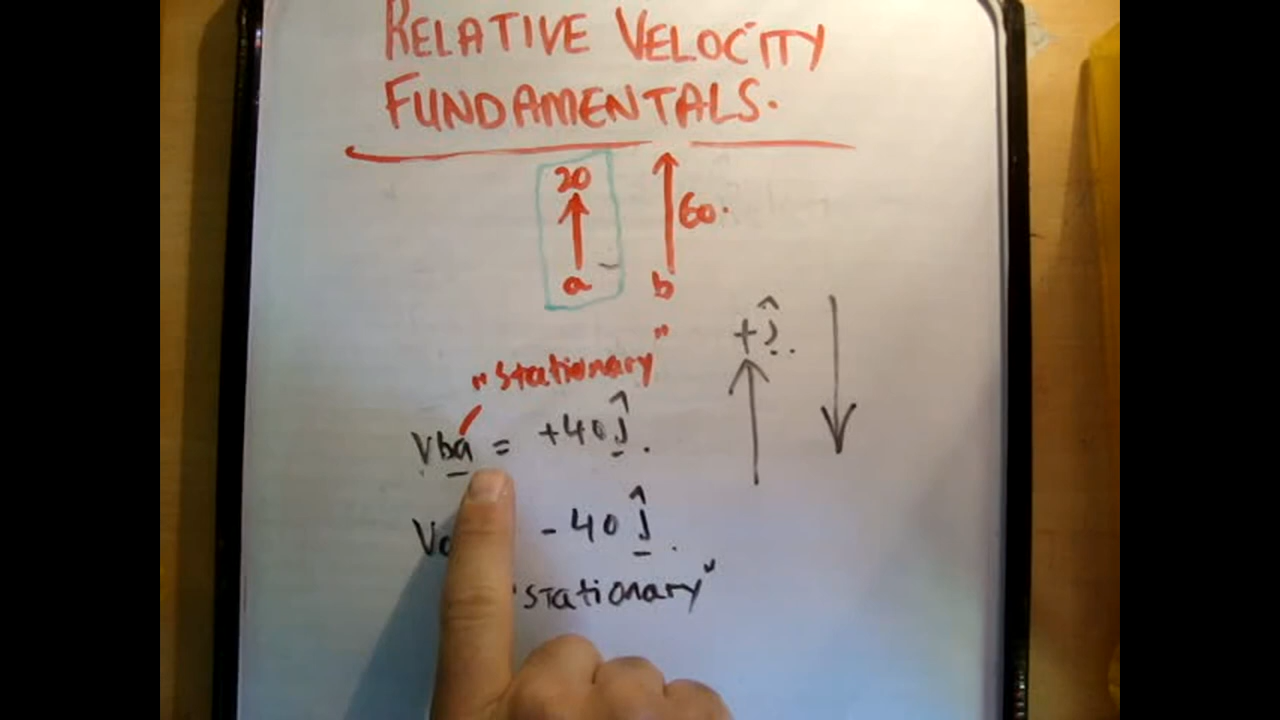 RELATIVE VELOCITY
FUNDAMENTALS.
20
60.
a b
"Stationary"
+ĵ.
Vba = +40ĵ.
- 40ĵ.
"stationary"